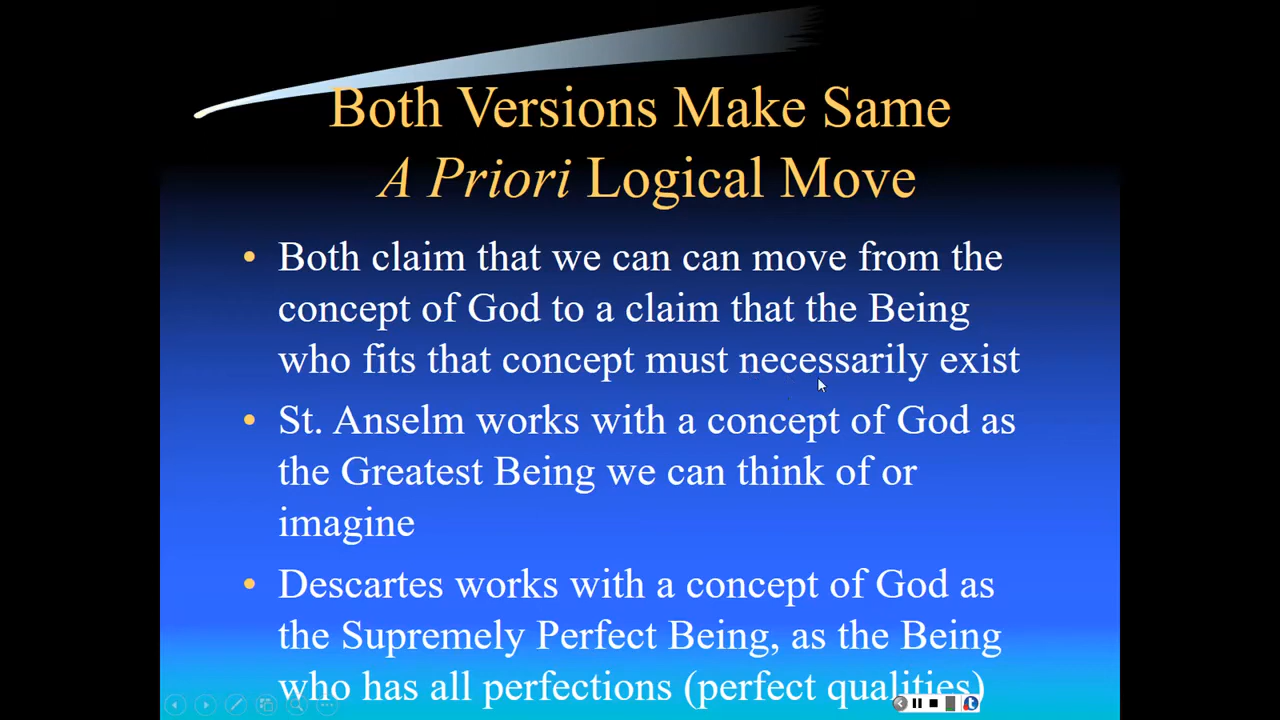 Both Versions Make Same
A Priori Logical Move
• Both claim that we can can move from the
concept of God to a claim that the Being
who fits that concept must necessarily exist
• St. Anselm works with a concept of God as
the Greatest Being we can think of or
imagine
• Descartes works with a concept of God as
the Supremely Perfect Being, as the Being
who has all perfections (perfect qualities)